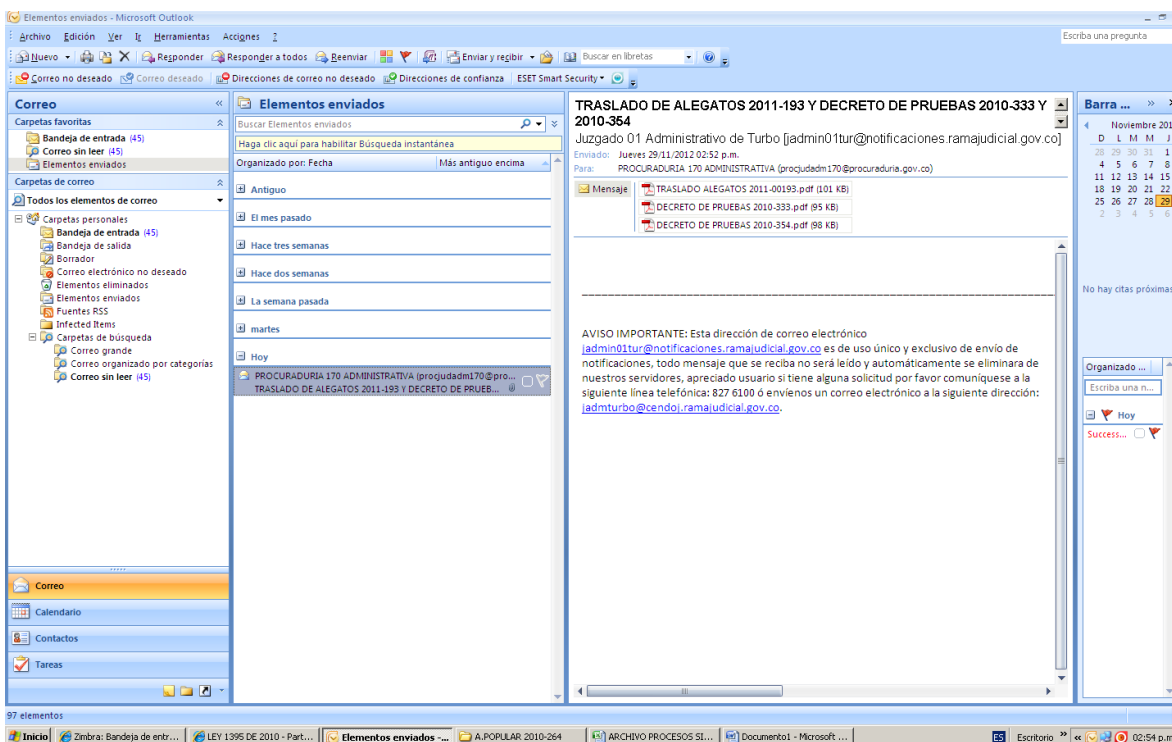 Elementos enviados - Microsoft Outlook
Archivo Edición Ver Ir Herramientas Acciones ?
Escriba una pregunta
Nuevo Responder Responder a todos Reenviar Enviar y recibir Buscar en libretas
Correo no deseado Correo deseado Direcciones de correo no deseado Direcciones de confianza ESET Smart Security
Correo
Carpetas favoritas
Bandeja de entrada (45)
Correo sin leer (45)
Elementos enviados
Carpetas de correo
Todos los elementos de correo
Carpetas personales
Bandeja de entrada (45)
Bandeja de salida
Borrador
Correo electrónico no deseado
Elementos eliminados
Elementos enviados
Fuentes RSS
Infected Items
Carpetas de búsqueda
Correo grande
Correo organizado por categorías
Correo sin leer (45)
Correo
Calendario
Contactos
Tareas
Elementos enviados
Buscar Elementos enviados
Haga clic aquí para habilitar Búsqueda instantánea
Organizado por: Fecha Más antiguo encima
Antiguo
El mes pasado
Hace tres semanas
Hace dos semanas
La semana pasada
martes
Hoy
PROCURADURIA 170 ADMINISTRATIVA (procjudadm170@pro...
TRASLADO DE ALEGATOS 2011-193 Y DECRETO DE PRUEB...
TRASLADO DE ALEGATOS 2011-193 Y DECRETO DE PRUEBAS 2010-333 Y
2010-354
Juzgado 01 Administrativo de Turbo [jadmin01tur@notificaciones.ramajudicial.gov.co]
Enviado: Jueves 29/11/2012 02:52 p.m.
Para: PROCURADURIA 170 ADMINISTRATIVA (procjudadm170@procuraduria.gov.co)
Mensaje TRASLADO ALEGATOS 2011-00193.pdf (101 KB)
DECRETO DE PRUEBAS 2010-333.pdf (95 KB)
DECRETO DE PRUEBAS 2010-354.pdf (98 KB)
AVISO IMPORTANTE: Esta dirección de correo electrónico
jadmin01tur@notificaciones.ramajudicial.gov.co es de uso único y exclusivo de envío de
notificaciones, todo mensaje que se reciba no será leído y automáticamente se eliminara de
nuestros servidores, apreciado usuario si tiene alguna solicitud por favor comuníquese a la
siguiente línea telefónica: 827 6100 ó envíenos un correo electrónico a la siguiente dirección:
jadmturbo@cendoj.ramajudicial.gov.co.
Barra ...
Noviembre 201
D L M M J
28 29 30 31 1
4 5 6 7 8
11 12 13 14 15
18 19 20 21 22
25 26 27 28 29
2 3 4 5 6
No hay citas próximas
Organizado ...
Escriba una n...
Hoy
Success...
97 elementos
Inicio Zimbra: Bandeja de entr... LEY 1395 DE 2010 - Part... Elementos enviados -... A.POPULAR 2010-264 ARCHIVO PROCESOS SI... Documento1 - Microsoft ... ES Escritorio 02:54 p.m